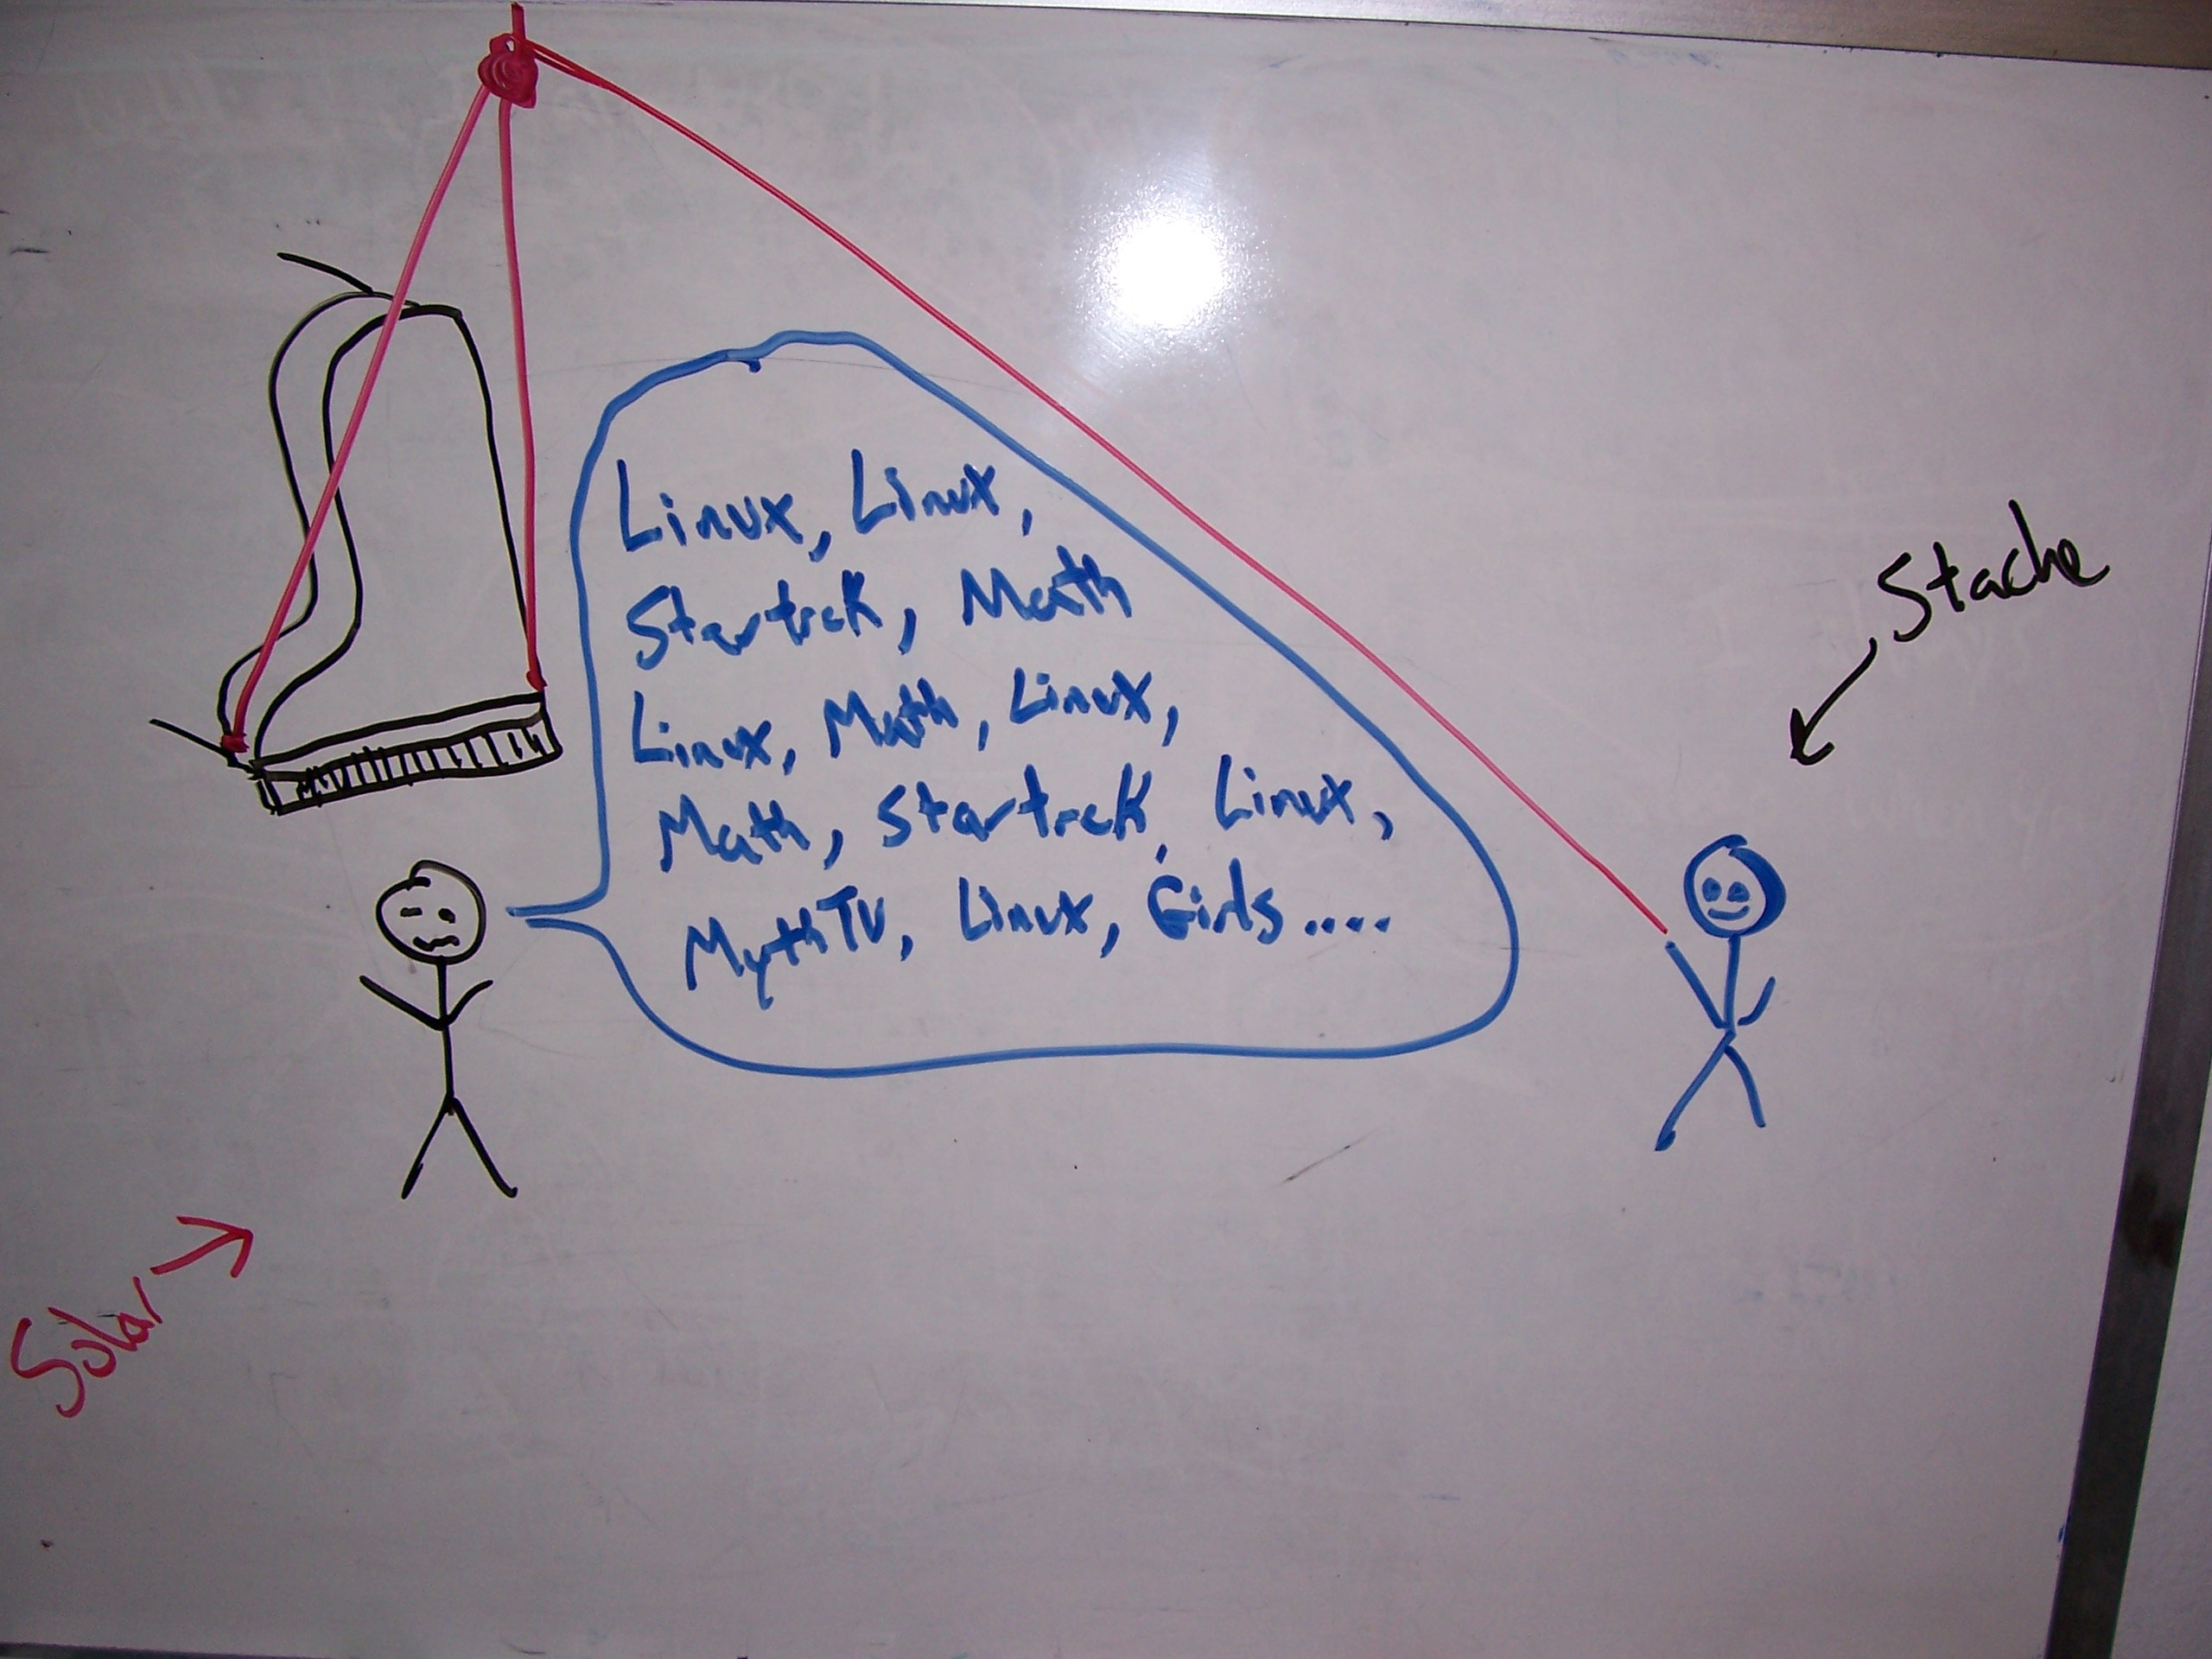 Linux, Linux,
Startrek, Math
Linux, Math, Linux,
Math, Startrek, Linux,
MythTV, Linux, Girls....
Stache
Solar